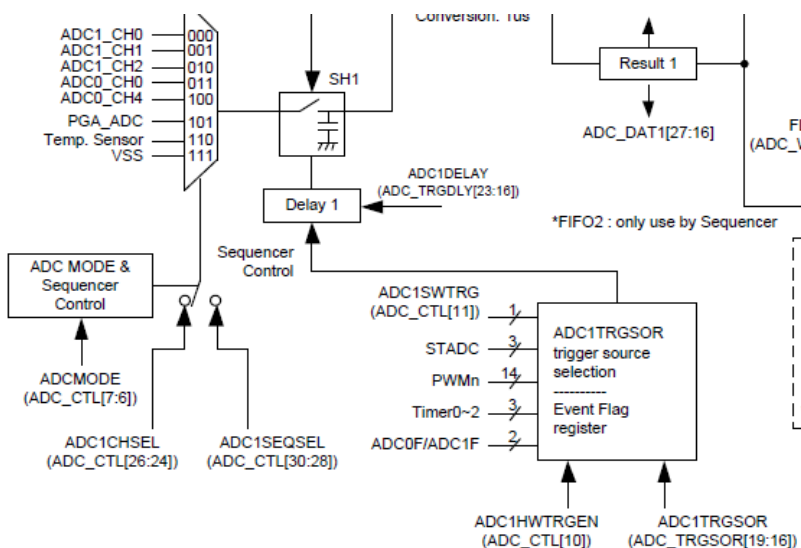 Conversion: 1us
ADC1_CH0 000
ADC1_CH1 001
ADC1_CH2 010
ADC0_CH0 011
ADC0_CH4 100
PGA_ADC 101
Temp. Sensor 110
VSS 111
SH1
Result 1
ADC_DAT1[27:16]
ADC1DELAY
(ADC_TRGDLY[23:16])
Delay 1
*FIFO2 : only use by Sequencer
Sequencer
Control
ADC MODE &
Sequencer
Control
ADCMODE
(ADC_CTL[7:6])
ADC1CHSEL
(ADC_CTL[26:24])
ADC1SEQSEL
(ADC_CTL[30:28])
ADC1SWTRG
(ADC_CTL[11])
1
STADC 3
PWMn 14
Timer0~2 3
ADC0F/ADC1F 2
ADC1TRGSOR
trigger source
selection
----------
Event Flag
register
ADC1HWTRGEN
(ADC_CTL[10])
ADC1TRGSOR
(ADC_TRGSOR[19:16])